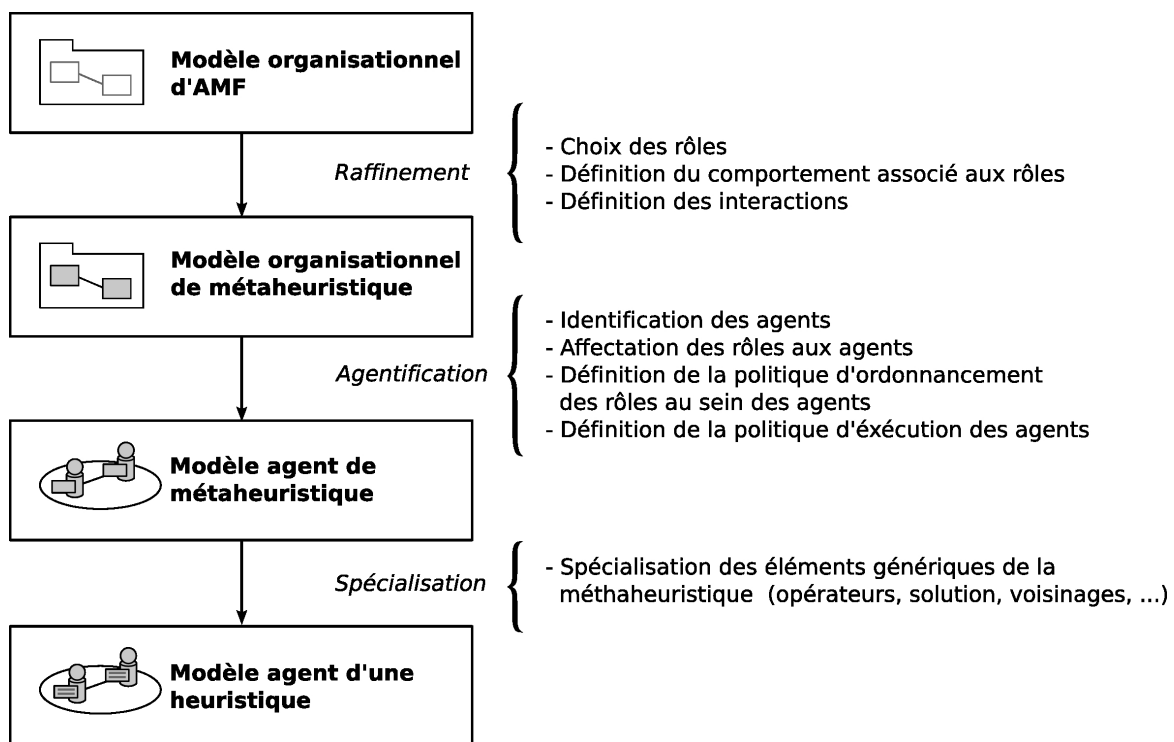 Modèle organisationnel
d'AMF
Raffinement
- Choix des rôles
- Définition du comportement associé aux rôles
- Définition des interactions
Modèle organisationnel
de métaheuristique
Agentification
- Identification des agents
- Affectation des rôles aux agents
- Définition de la politique d'ordonnancement
des rôles au sein des agents
- Définition de la politique d'éxécution des agents
Modèle agent de
métaheuristique
Spécialisation
- Spécialisation des éléments génériques de la
méthaheuristique (opérateurs, solution, voisinages, ...)
Modèle agent d'une
heuristique